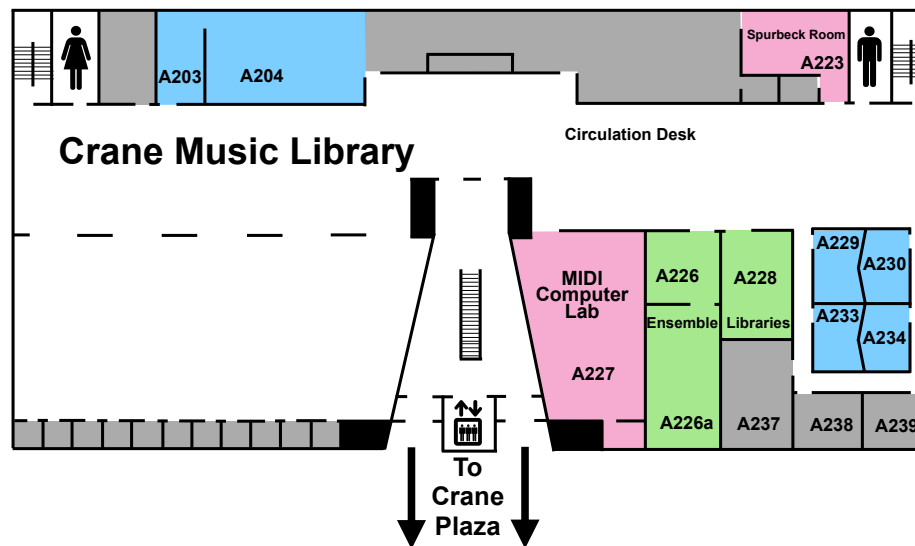 Spurbeck Room
A223
A203
A204
Circulation Desk
Crane Music Library
A229
A230
A226
A228
MIDI
Computer
Lab
Ensemble
Libraries
A233
A234
A227
A226a
A237
A238
A239
To
Crane
Plaza